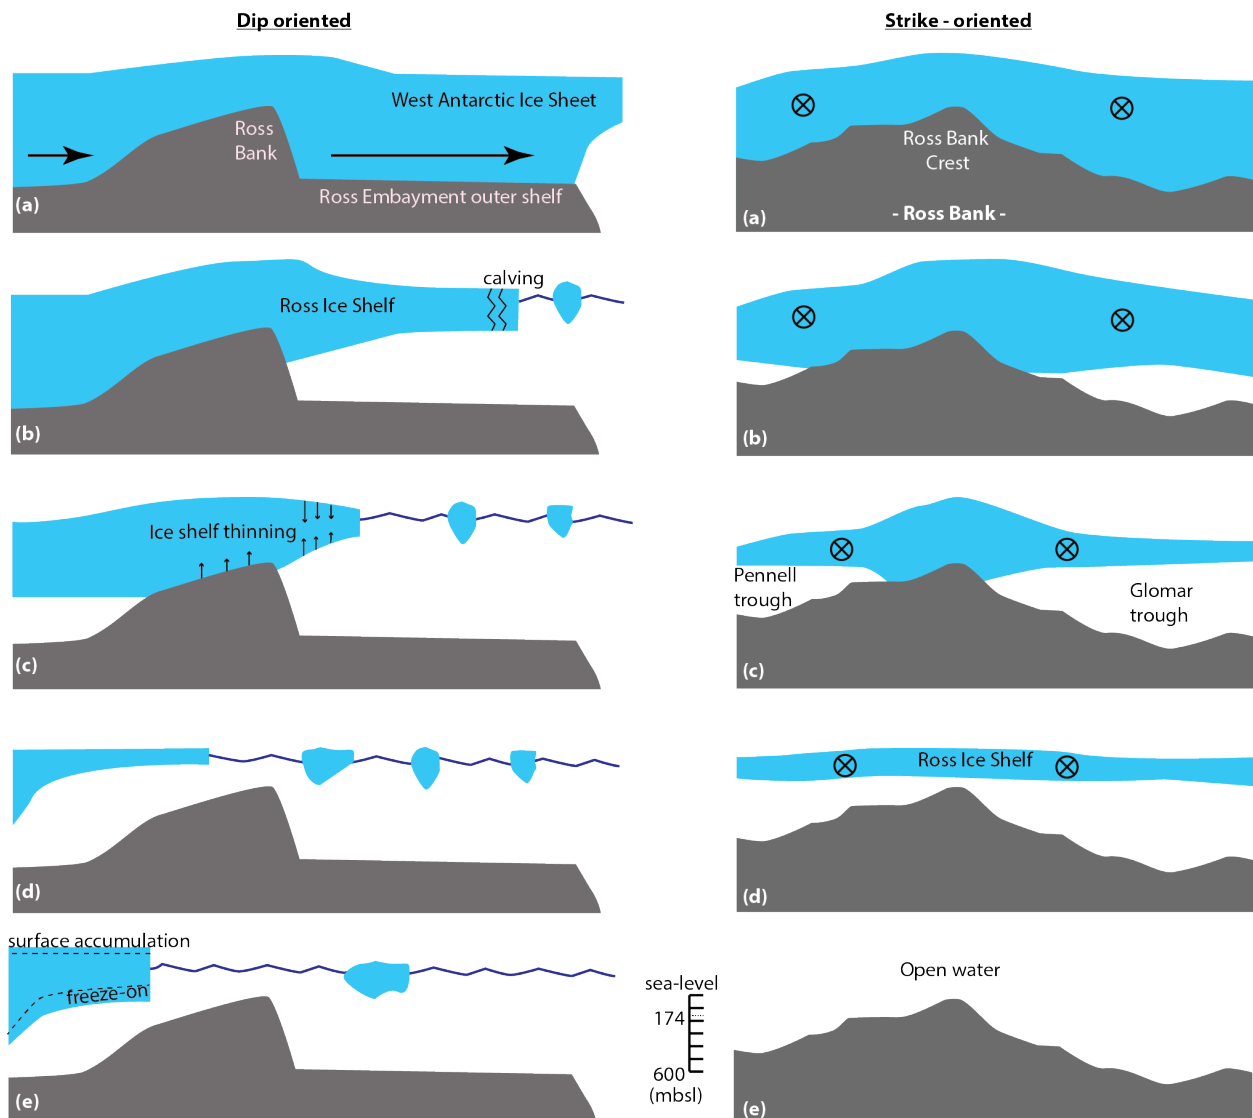 Dip oriented
Strike - oriented
West Antarctic Ice Sheet
Ross
Bank
Ross Embayment outer shelf
(a)
Ross Bank
Crest
- Ross Bank -
(a)
calving
Ross Ice Shelf
(b)
(b)
Ice shelf thinning
(c)
Pennell
trough
Glomar
trough
(c)
(d)
Ross Ice Shelf
(d)
surface accumulation
freeze-on
(e)
sea-level
174
600
(mbsl)
Open water
(e)